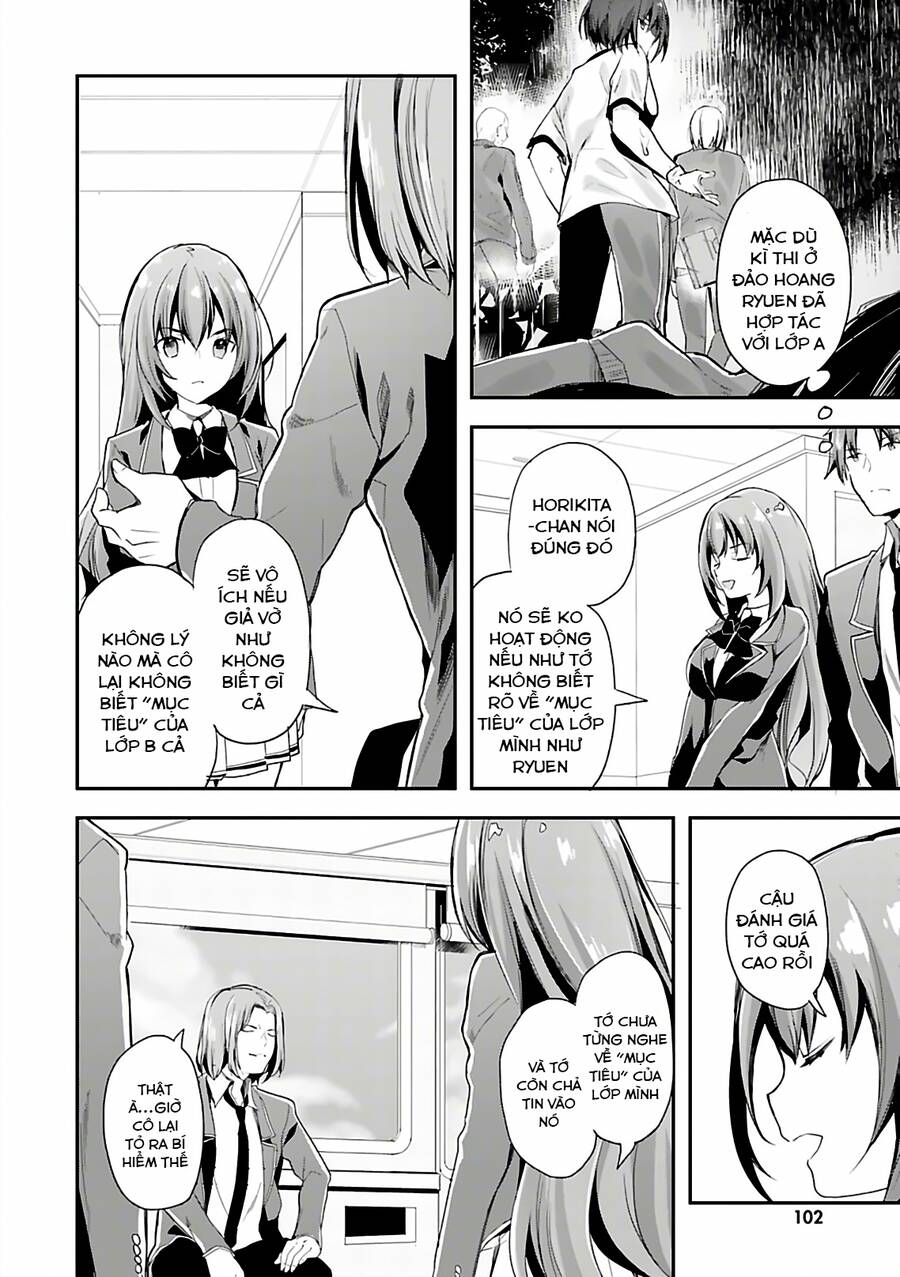 MẶC DÙ
KÌ THI Ở
ĐẢO HOANG
RYUEN ĐÃ
HỢP TÁC
VỚI LỚP A
HORIKITA
-CHAN NÓI
ĐÚNG ĐÓ
NÓ SẼ KO
HOẠT ĐỘNG
NẾU NHƯ TỚ
KHÔNG BIẾT
RÕ VỀ “MỤC
TIÊU” CỦA LỚP
MÌNH NHƯ
RYUEN
SẼ VÔ
ÍCH NẾU
GIẢ VỜ
NHƯ
KHÔNG
BIẾT GÌ
CẢ
KHÔNG LÝ
NÀO MÀ CÔ
LẠI KHÔNG
BIẾT “MỤC
TIÊU” CỦA
LỚP B CẢ
CẬU
ĐÁNH GIÁ
TỚ QUÁ
CAO RỒI
TỚ CHƯA
TỪNG NGHE
VỀ “MỤC
TIÊU” CỦA
LỚP MÌNH
VÀ TỚ
CÒN CHẢ
TIN VÀO
NÓ
THẬT
À...GIỜ
CÔ LẠI
TỎ RA BÍ
HIỂM THẾ
102